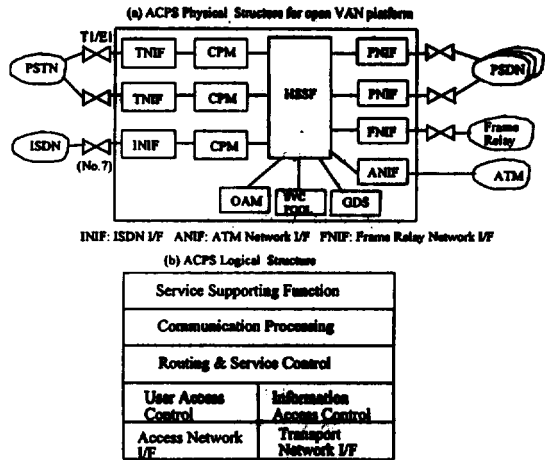 (a) ACPS Physical Structure for open VAN platform
T1/E1
PSTN
TNIF
CPM
HSSF
PNIF
PSDN
TNIF
CPM
PNIF
ISDN
(No.7)
INIF
CPM
FNIF
Frame
Relay
ANIF
ATM
OAM
SVC
POOL
GDS
INIF: ISDN I/F ANIF: ATM Network I/F FNIF: Frame Relay Network I/F
(b) ACPS Logical Structure
Service Supporting Function
Communication Processing
Routing & Service Control
User Access
Control
Information
Access Control
Access Network
I/F
Transport
Network I/F